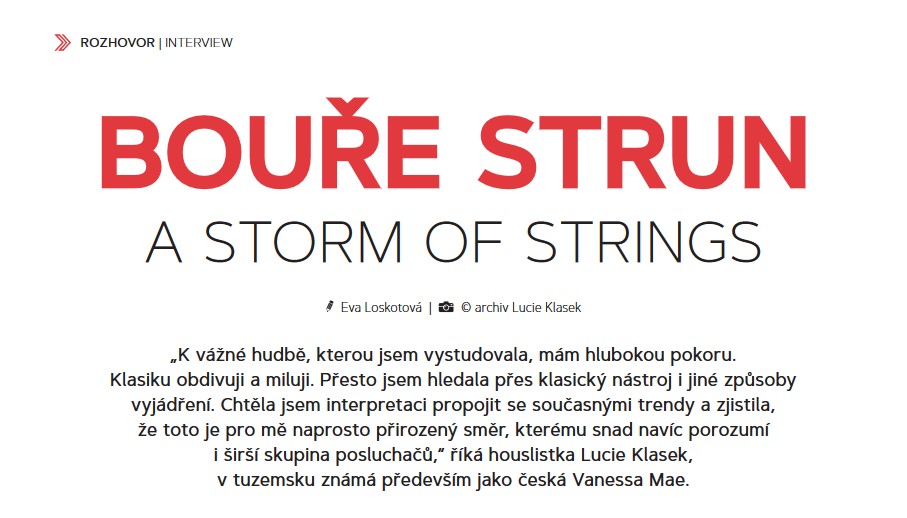 ROZHOVOR | INTERVIEW
BOUŘE STRUN
A STORM OF STRINGS
Eva Loskotová | © archiv Lucie Klasek
„K vážné hudbě, kterou jsem vystudovala, mám hlubokou pokoru.
Klasiku obdivuji a miluji. Přesto jsem hledala přes klasický nástroj i jiné způsoby
vyjádření. Chtěla jsem interpretaci propojit se současnými trendy a zjistila,
že toto je pro mě naprosto přirozený směr, kterému snad navíc porozumí
i širší skupina posluchačů,“ říká houslistka Lucie Klasek,
v tuzemsku známá především jako česká Vanessa Mae.